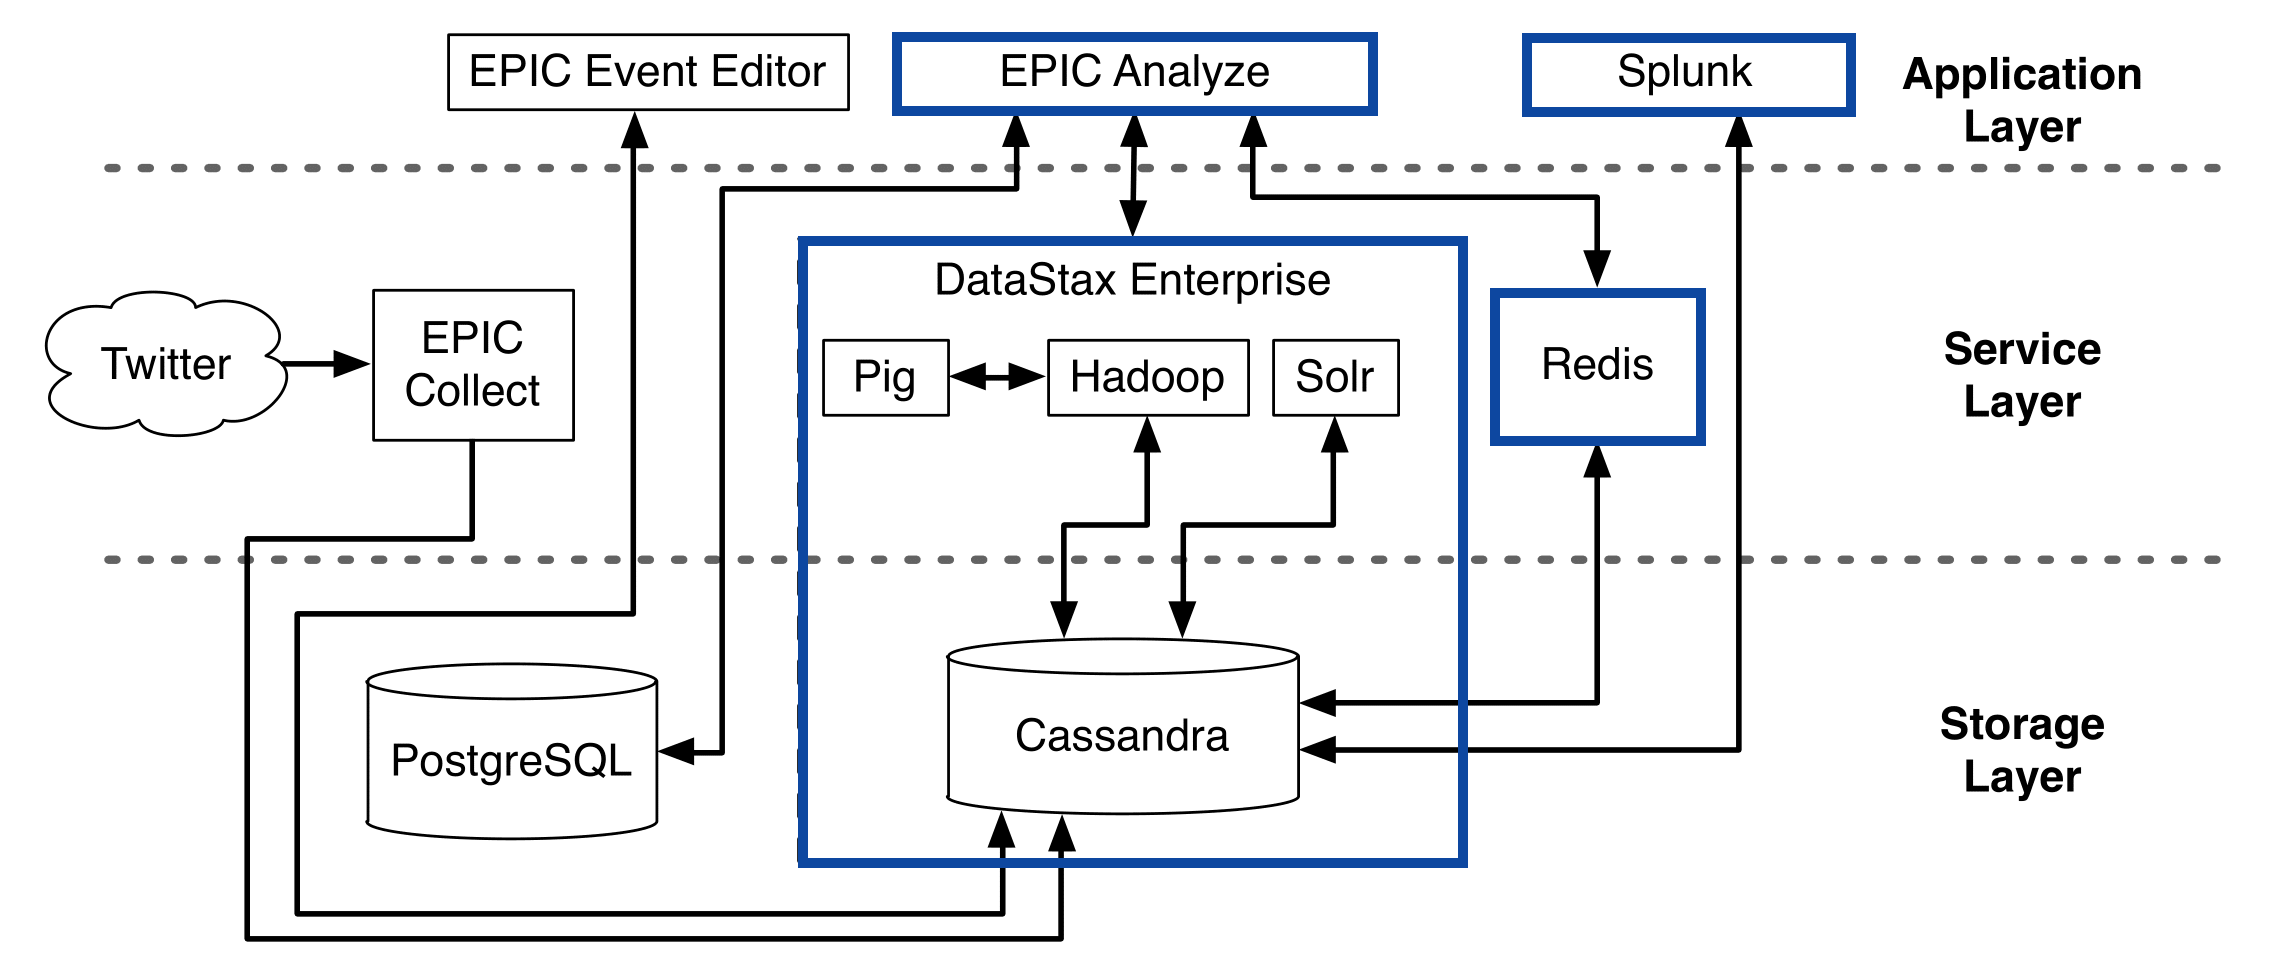 EPIC Event Editor
EPIC Analyze
Splunk
Application
Layer
Twitter
EPIC
Collect
DataStax Enterprise
Pig
Hadoop
Solr
Redis
Service
Layer
PostgreSQL
Cassandra
Storage
Layer